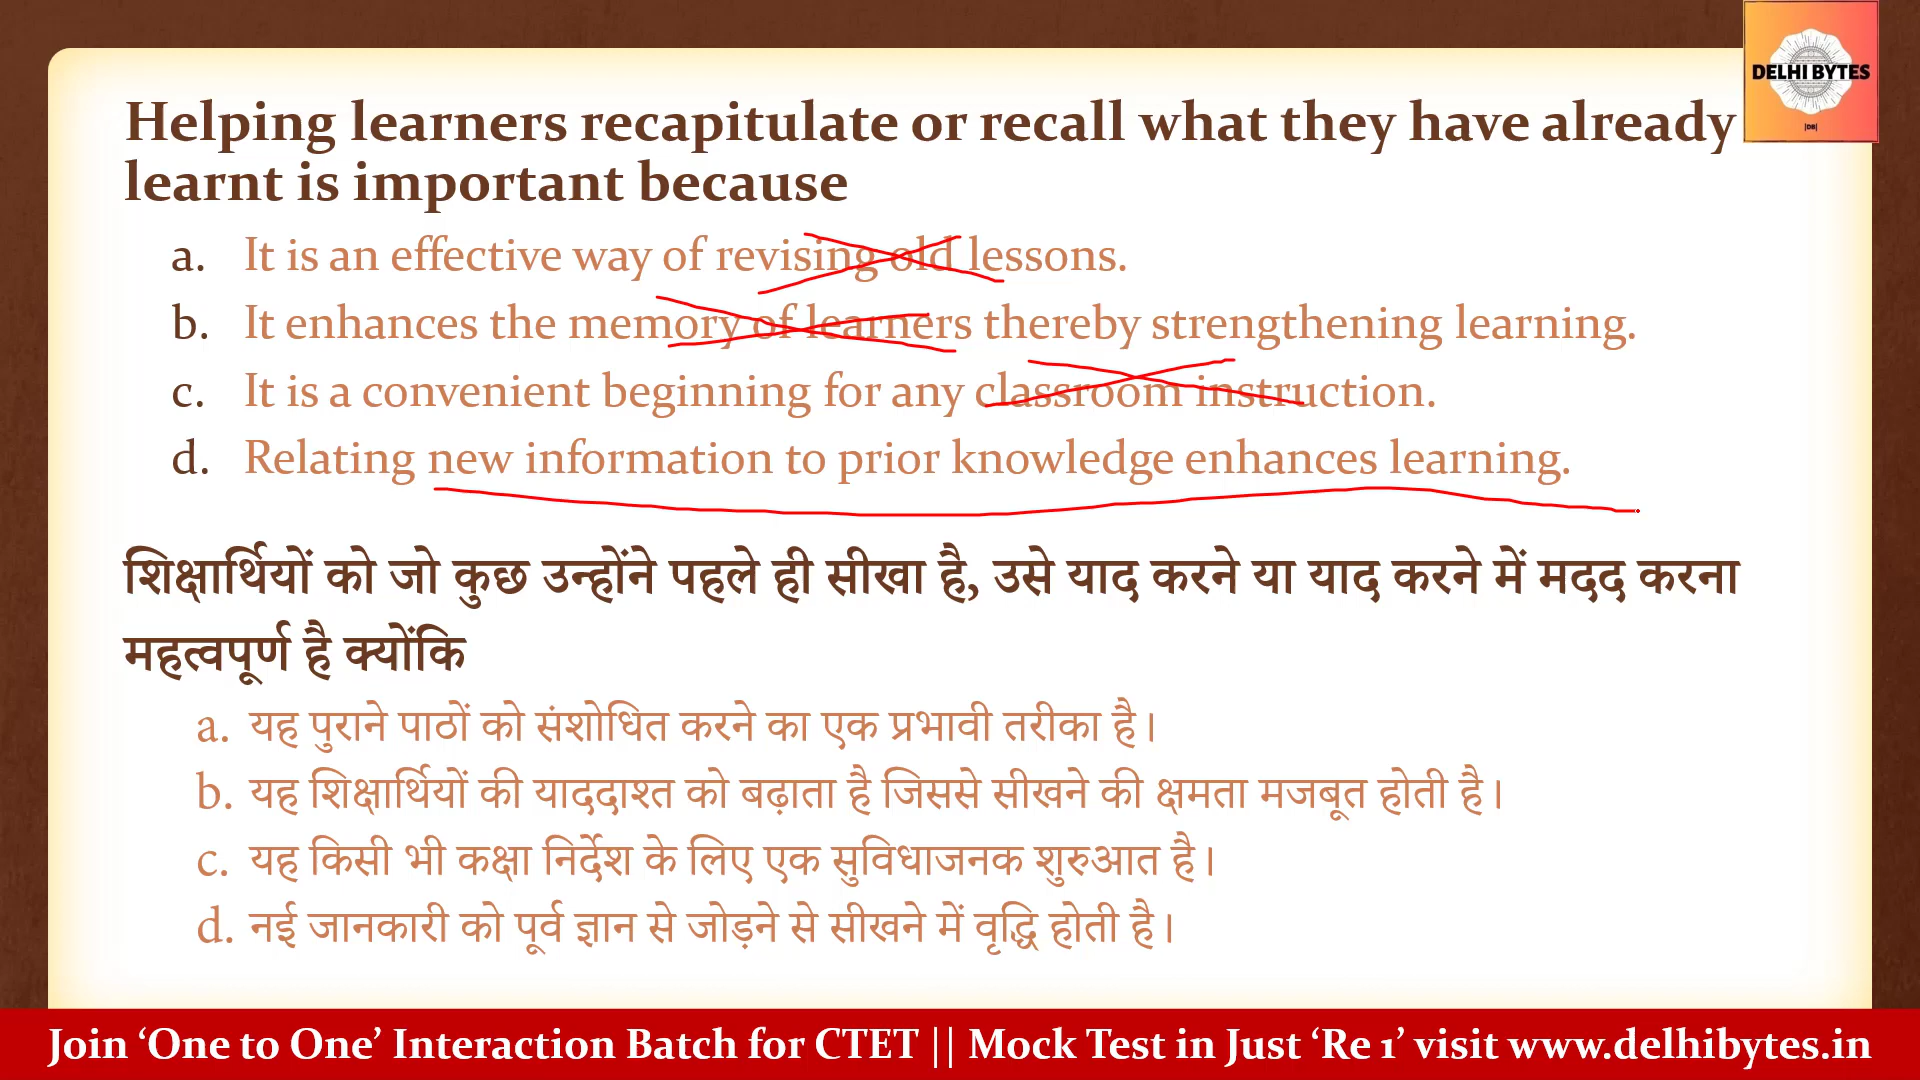 DELHI BYTES
|DB|
Helping learners recapitulate or recall what they have already
learnt is important because
a. It is an effective way of revising old lessons.
b. It enhances the memory of learners thereby strengthening learning.
c. It is a convenient beginning for any classroom instruction.
d. Relating new information to prior knowledge enhances learning.
शिक्षार्थियों को जो कुछ उन्होंने पहले ही सीखा है, उसे याद करने या याद करने में मदद करना
महत्वपूर्ण है क्योंकि
a. यह पुराने पाठों को संशोधित करने का एक प्रभावी तरीका है।
b. यह शिक्षार्थियों की याददाश्त को बढ़ाता है जिससे सीखने की क्षमता मजबूत होती है।
c. यह किसी भी कक्षा निर्देश के लिए एक सुविधाजनक शुरुआत है।
d. नई जानकारी को पूर्व ज्ञान से जोड़ने से सीखने में वृद्धि होती है।
Join ‘One to One’ Interaction Batch for CTET || Mock Test in Just ‘Re 1’ visit www.delhibytes.in